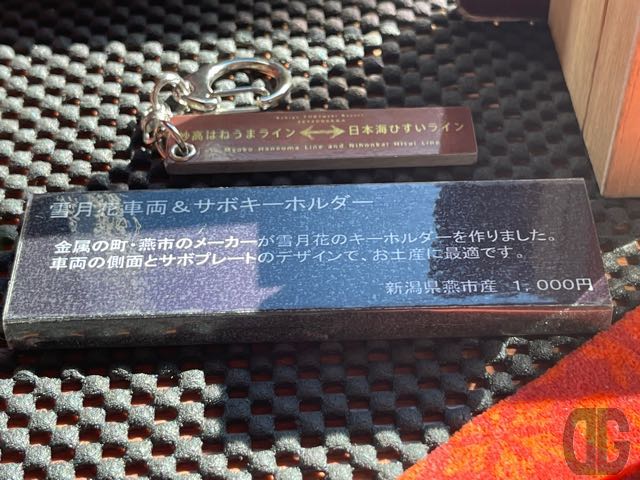 妙高はねうまライン⟷日本海ひすいライン
Myoko Haneuma Line and Nihonkai Hisui Line
雪月花車両＆サボキーホルダー
金属の町・燕市のメーカーが雪月花のキーホルダーを作りました。
車両の側面とサボプレートのデザインで、お土産に最適です。
新潟県燕市産 1,000円